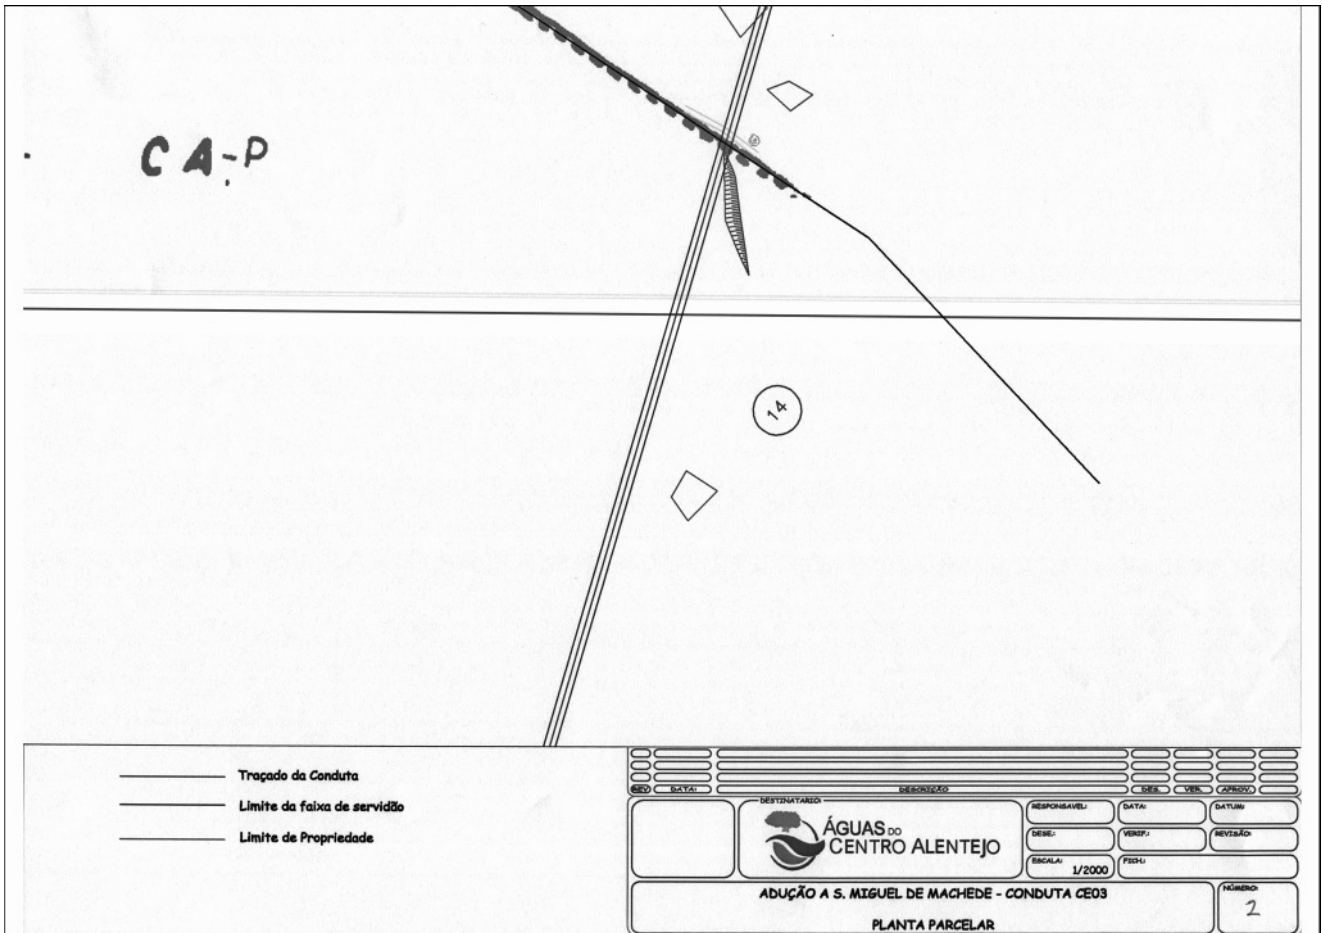 CA-P
14
Traçado da Conduta
Limite da faixa de servidão
Limite de Propriedade
REV DATA: DESCRIÇÃO DES. VER. APROV.
DESTINATARIO:
ÁGUAS DO
CENTRO ALENTEJO
RESPONSAVEL: DATA: DATUM:
DESE.: VERIF.: REVISÃO:
ESCALA: 1/2000 FICH.:
ADUÇÃO A S. MIGUEL DE MACHEDE - CONDUTA CE03
PLANTA PARCELAR
NÚMERO:
2